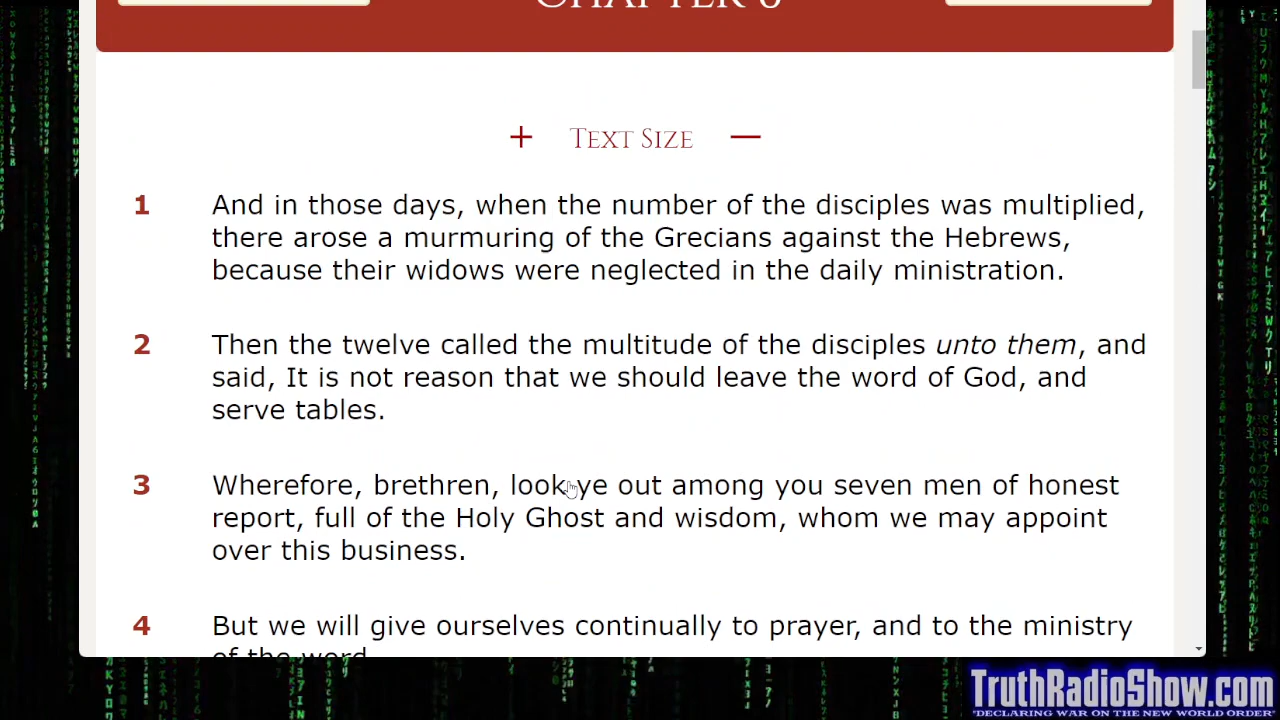 CHAPTER 6
+ TEXT SIZE —
1 And in those days, when the number of the disciples was multiplied,
there arose a murmuring of the Grecians against the Hebrews,
because their widows were neglected in the daily ministration.
2 Then the twelve called the multitude of the disciples unto them, and
said, It is not reason that we should leave the word of God, and
serve tables.
3 Wherefore, brethren, look ye out among you seven men of honest
report, full of the Holy Ghost and wisdom, whom we may appoint
over this business.
4 But we will give ourselves continually to prayer, and to the ministry
of the word.
TruthRadioShow.com
"DECLARING WAR ON THE NEW WORLD ORDER"